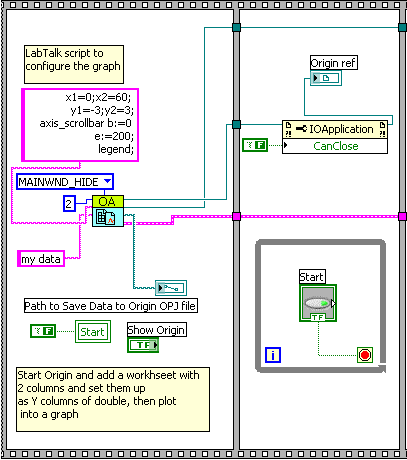 LabTalk script to
configure the graph
x1=0;x2=60;
y1=-3;y2=3;
axis_scrollbar b:=0
e:=200;
legend;
MAINWND_HIDE
2
OA
my data
Path to Save Data to Origin OPJ file
T F
Start
Show Origin
TF
Start Origin and add a workhseet with
2 columns and set them up
as Y columns of double, then plot
into a graph
Origin ref
IOApplication
T F
CanClose
Start
TF
i